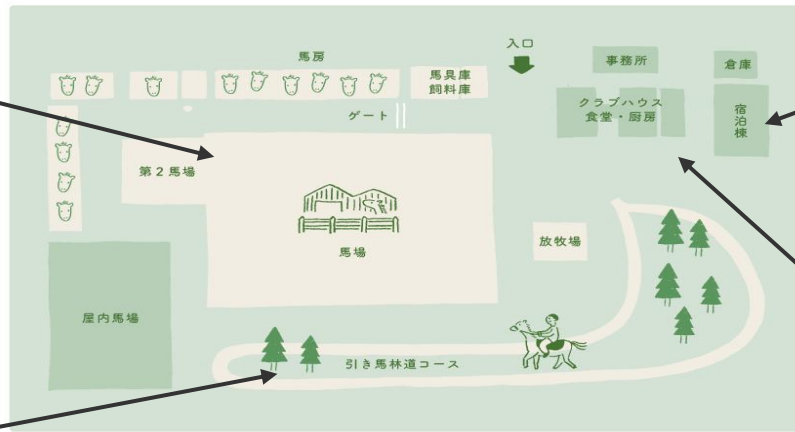 入口
馬房
事務所
倉庫
馬具庫
飼料庫
クラブハウス
食堂・厨房
宿泊棟
ゲート
第2馬場
馬場
放牧場
屋内馬場
引き馬林道コース